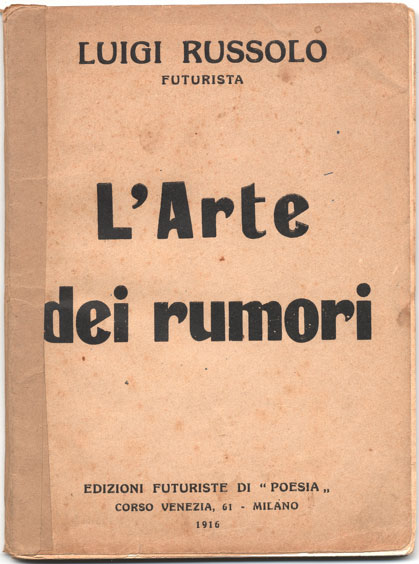 LUIGI RUSSOLO
FUTURISTA
L'Arte
dei rumori
EDIZIONI FUTURISTE DI “ POESIA „
CORSO VENEZIA, 61 - MILANO
1916